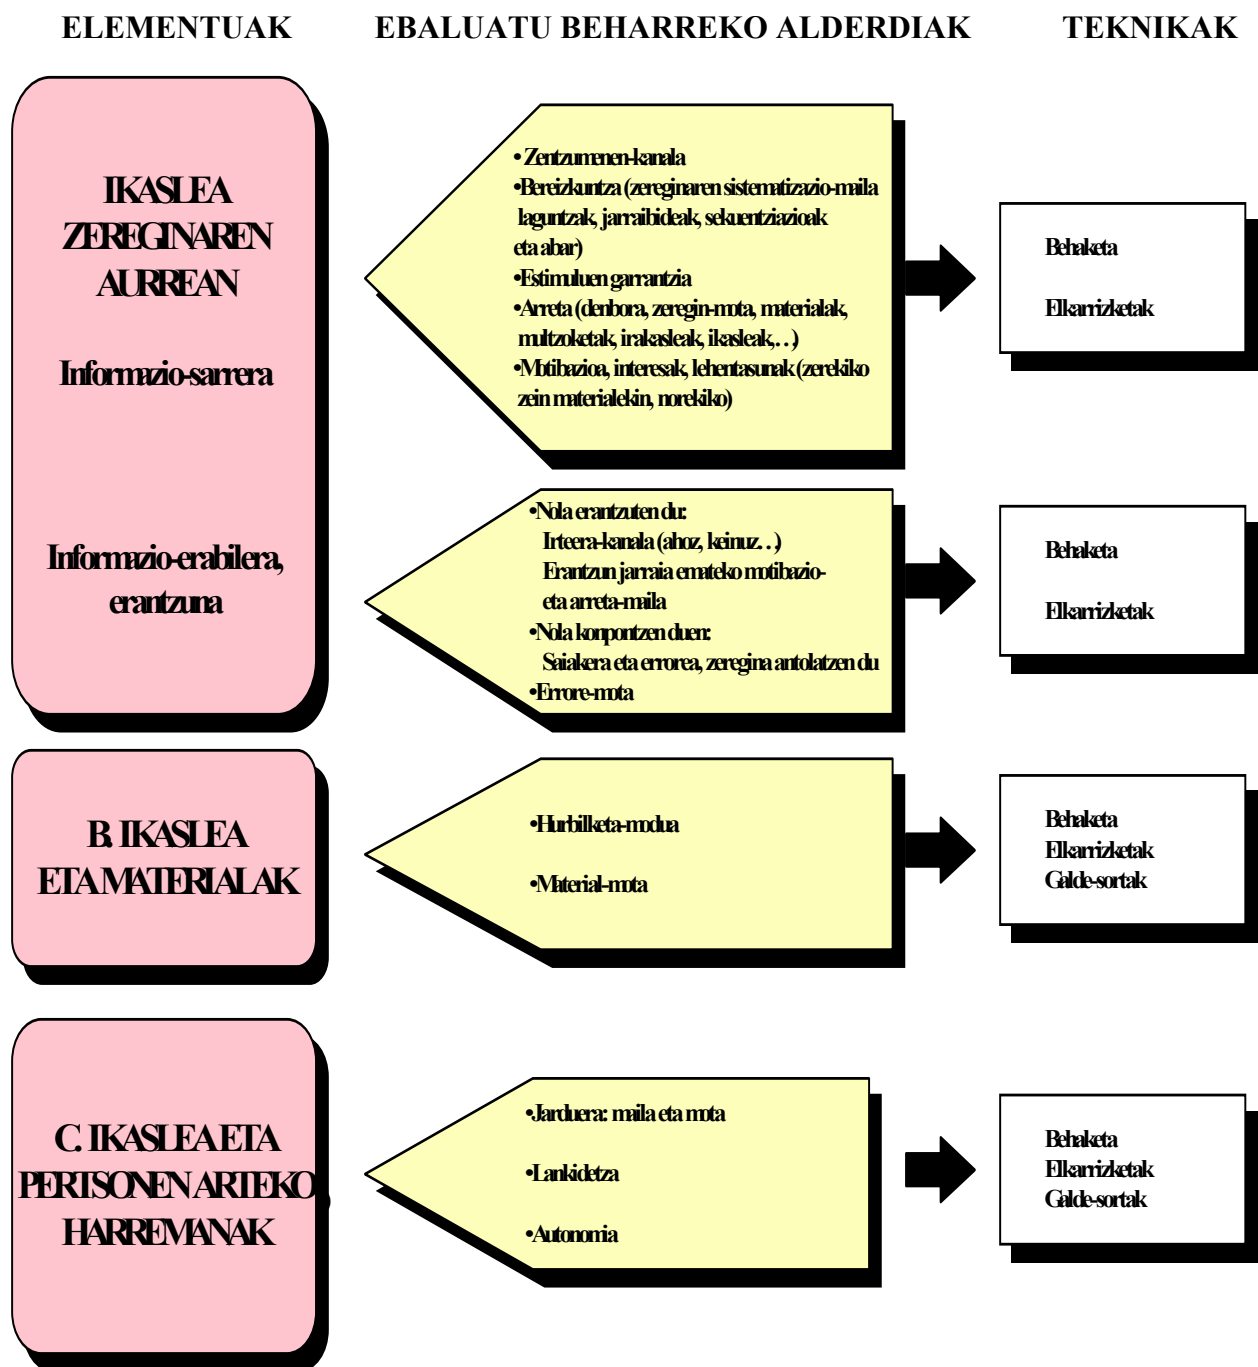 ELEMENTUAK EBALUATU BEHARREKO ALDERDIAK TEKNIKAK
IKASLEA
ZEREGINAREN
AURREAN
Informazio-sarrera
• Zentzumenen-kanala
•Bereizkuntza (zereginaren sistematizazio-maila
laguntzak, jarraibideak, sekuentziazioak
eta abar)
•Estimuluen garrantzia
•Arreta (denbora, zeregin-mota, materialak,
multzoketak, irakasleak, ikasleak,…)
•Motibazioa, interesak, lehentasunak (zerekiko
zein materialekin, norekiko)
Behaketa
Elkarrizketak
Informazio-erabilera,
erantzuna
•Nola erantzuten du:
Irteera-kanala (ahoz, keinuz…)
Erantzun jarraia emateko motibazio-
eta arreta-maila
•Nola konpontzen duen:
Saiakera eta errorea, zeregina antolatzen du
•Errore-mota
Behaketa
Elkarrizketak
B. IKASLEA
ETA MATERIALAK
•Hurbilketa-modua
•Material-mota
Behaketa
Elkarrizketak
Galde-sortak
C. IKASLEA ETA
PERTSONEN ARTEKO
HARREMANAK
•Jarduera: maila eta mota
•Lankidetza
•Autonomia
Behaketa
Elkarrizketak
Galde-sortak